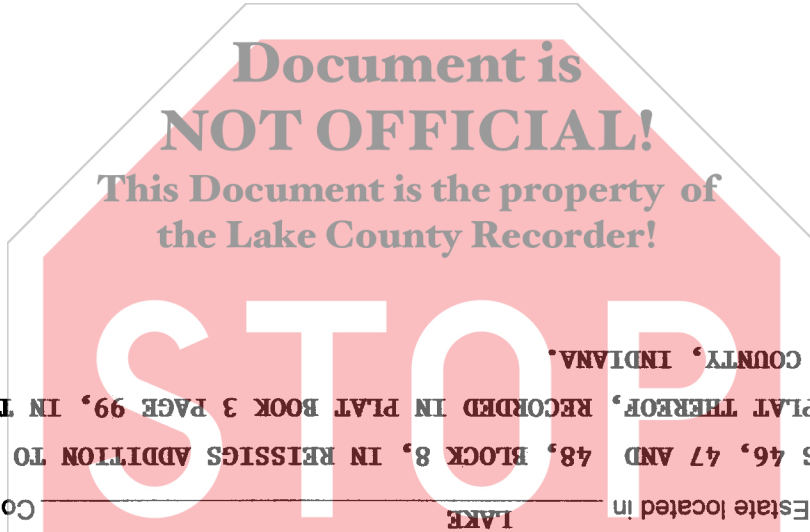 Document is
NOT OFFICIAL!
This Document is the property of
the Lake County Recorder!
STOP
Estate located in LAKE Co
S 46, 47 AND 48, BLOCK 8, IN REISSIGS ADDITION TO
PLAT THEREOF, RECORDED IN PLAT BOOK 3 PAGE 99, IN
COUNTY, INDIANA.